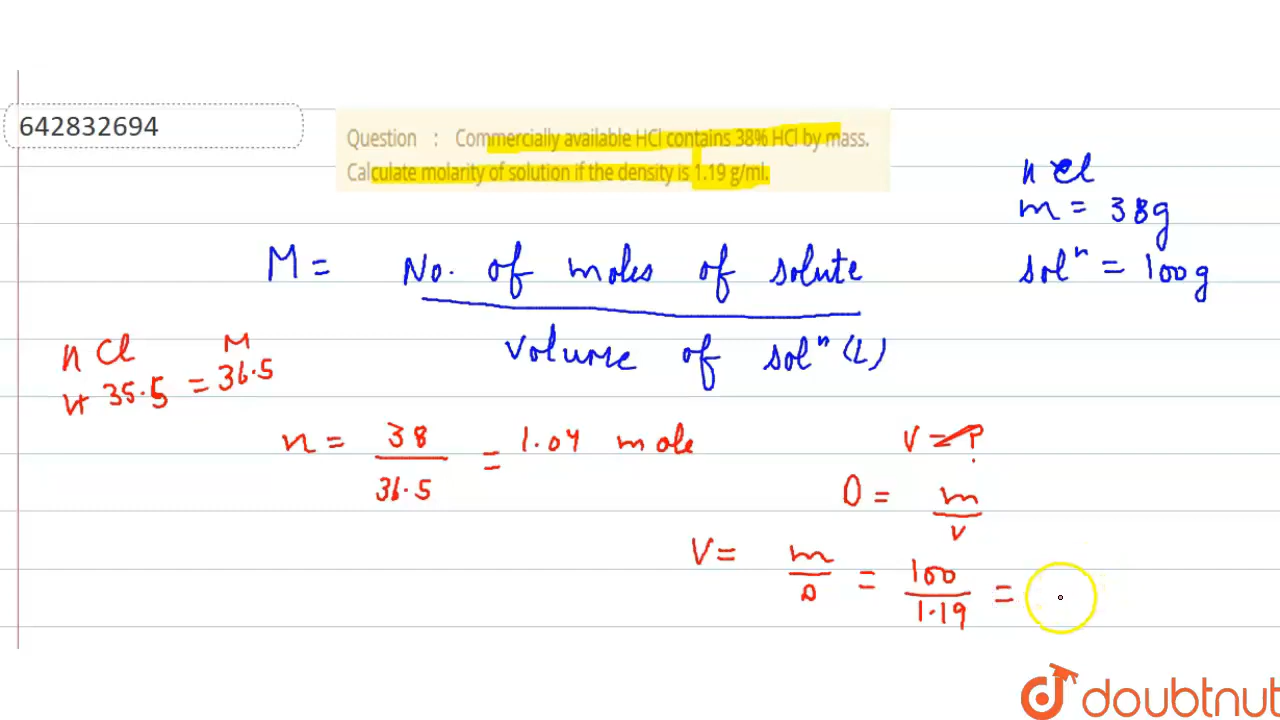 642832694
Question : Commercially available HCl contains 38% HCl by mass.
Calculate molarity of solution if the density is 1.19 g/ml.
H Cl
m = 38g
solⁿ = 100g
M = No. of moles of solute
Volume of solⁿ (L)
H Cl M
1+ 35.5 = 36.5
n = 38 = 1.04 mole
36.5
V = ?
D = m
V
V = m = 100 =
D 1.19
doubtnut